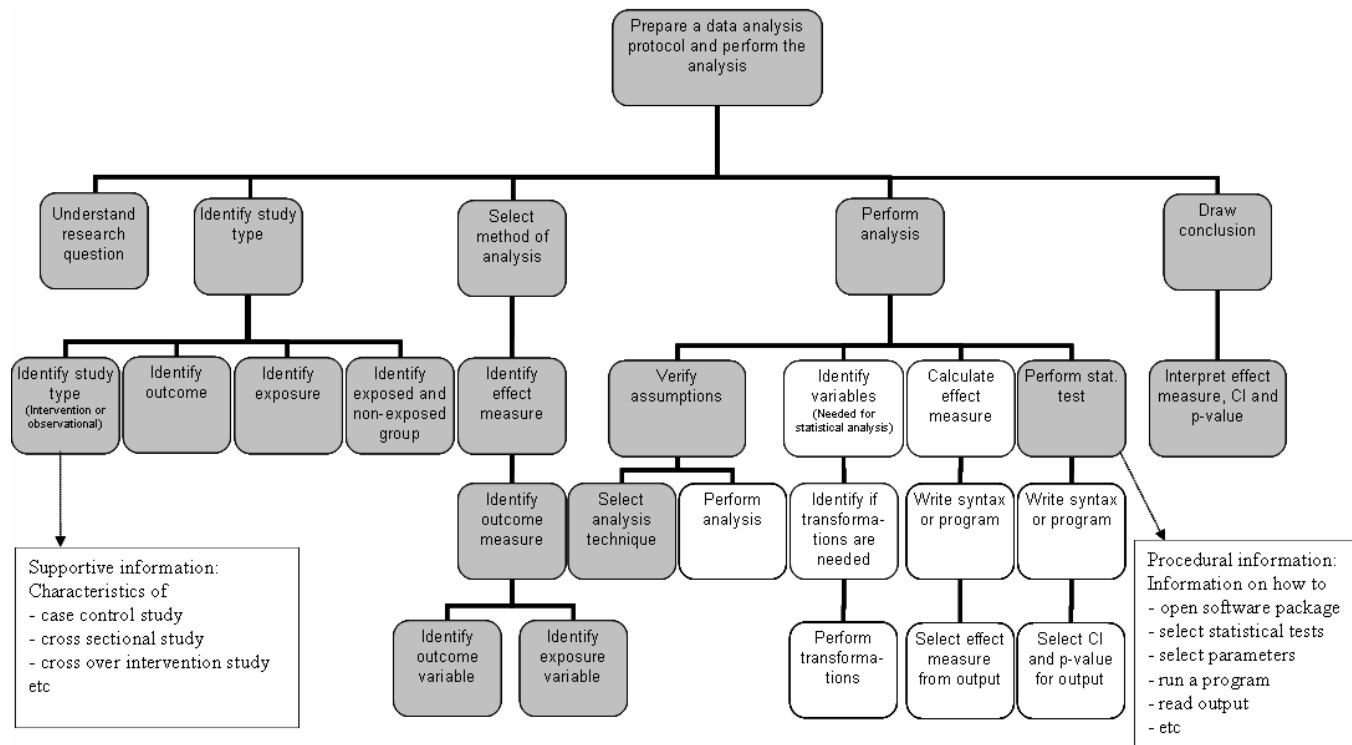 Prepare a data analysis
protocol and perform the
analysis
Understand
research
question
Identify study
type
Select
method of
analysis
Perform
analysis
Draw
conclusion
Identify study
type
(Intervention or
observational)
Identify
outcome
Identify
exposure
Identify
exposed and
non-exposed
group
Identify
effect
measure
Verify
assumptions
Identify
variables
(Needed for
statistical analysis)
Calculate
effect
measure
Perform stat.
test
Interpret effect
measure, CI and
p-value
Identify
outcome
measure
Select
analysis
technique
Perform
analysis
Identify if
transforma-
tions are
needed
Write syntax
or program
Write syntax
or program
Identify
outcome
variable
Identify
exposure
variable
Perform
transforma-
tions
Select effect
measure
from output
Select CI
and p-value
for output
Supportive information:
Characteristics of
- case control study
- cross sectional study
- cross over intervention study
etc
Procedural information:
Information on how to
- open software package
- select statistical tests
- select parameters
- run a program
- read output
- etc